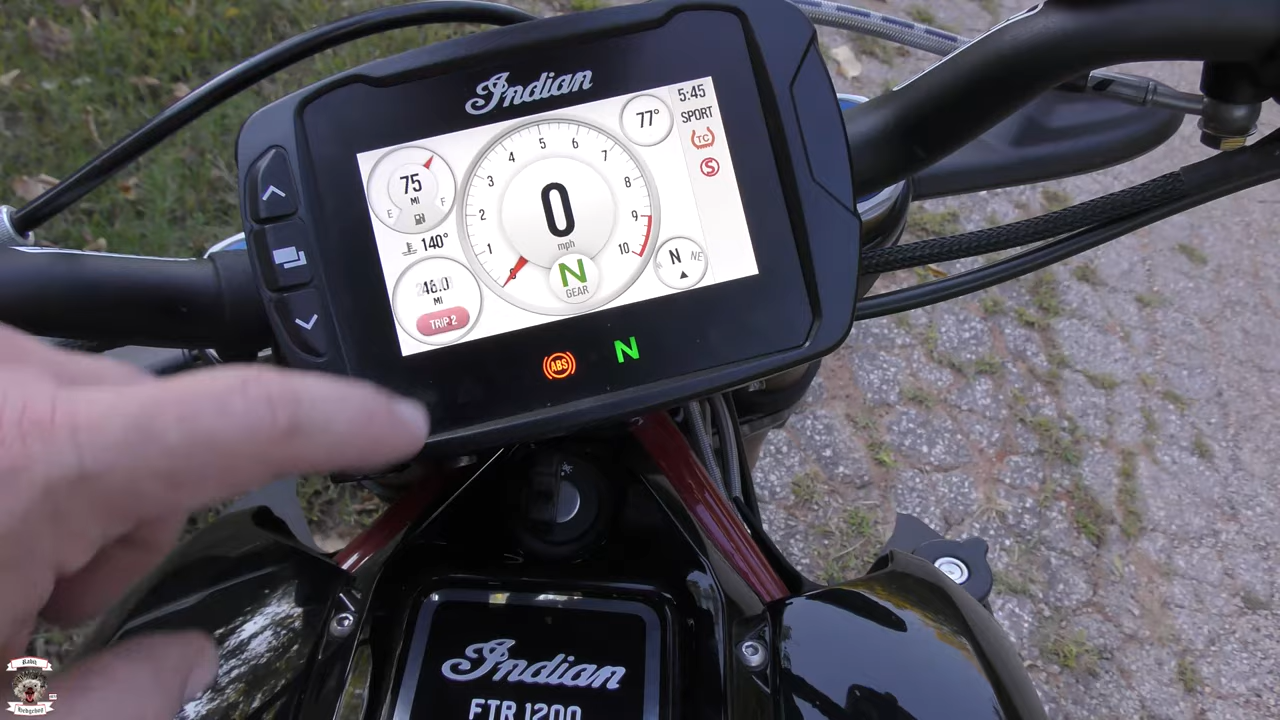 Indian
5:45
SPORT
TC
S
77°
75
MI
E
F
140°
MI
TRIP 2
0
1
2
3
4
5
6
7
8
9
10
0
mph
N
GEAR
N
NE
ABS
N
Indian
FTR 1200